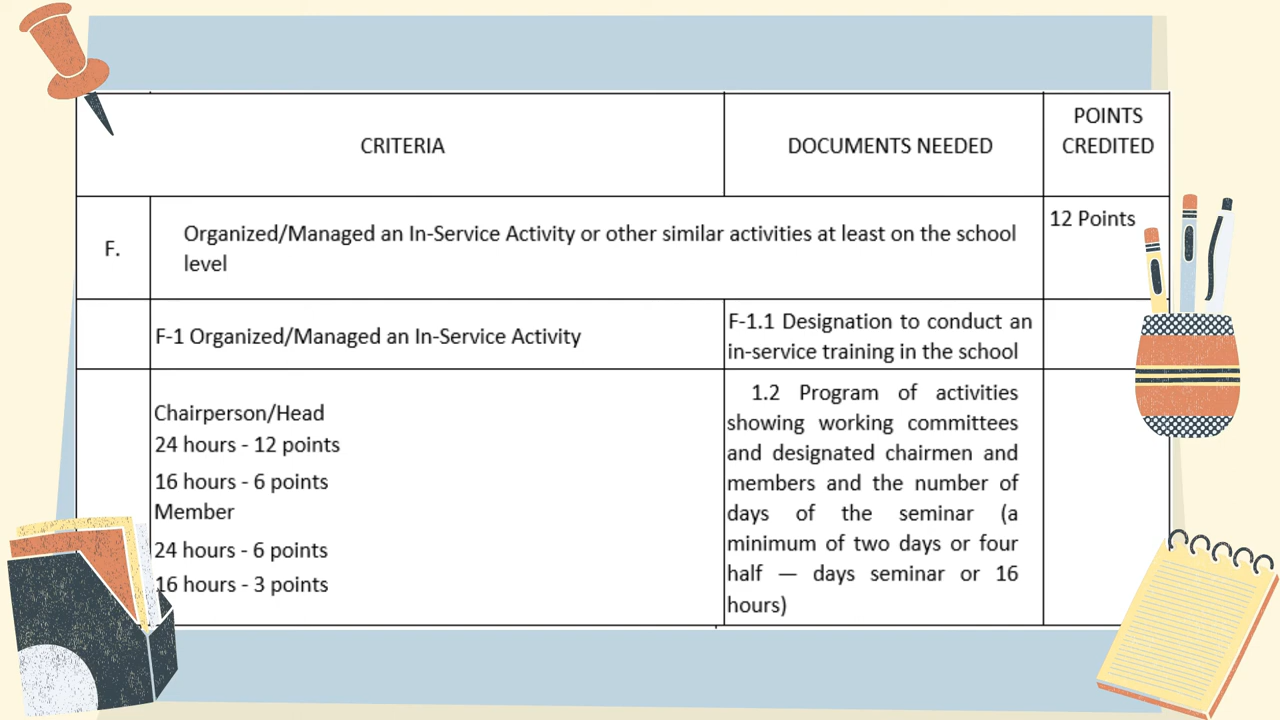 CRITERIA
DOCUMENTS NEEDED
POINTS
CREDITED
F.
Organized/Managed an In-Service Activity or other similar activities at least on the school
level
12 Points
F-1 Organized/Managed an In-Service Activity
F-1.1 Designation to conduct an
in-service training in the school
Chairperson/Head
24 hours - 12 points
16 hours - 6 points
Member
24 hours - 6 points
16 hours - 3 points
1.2 Program of activities
showing working committees
and designated chairmen and
members and the number of
days of the seminar (a
minimum of two days or four
half — days seminar or 16
hours)